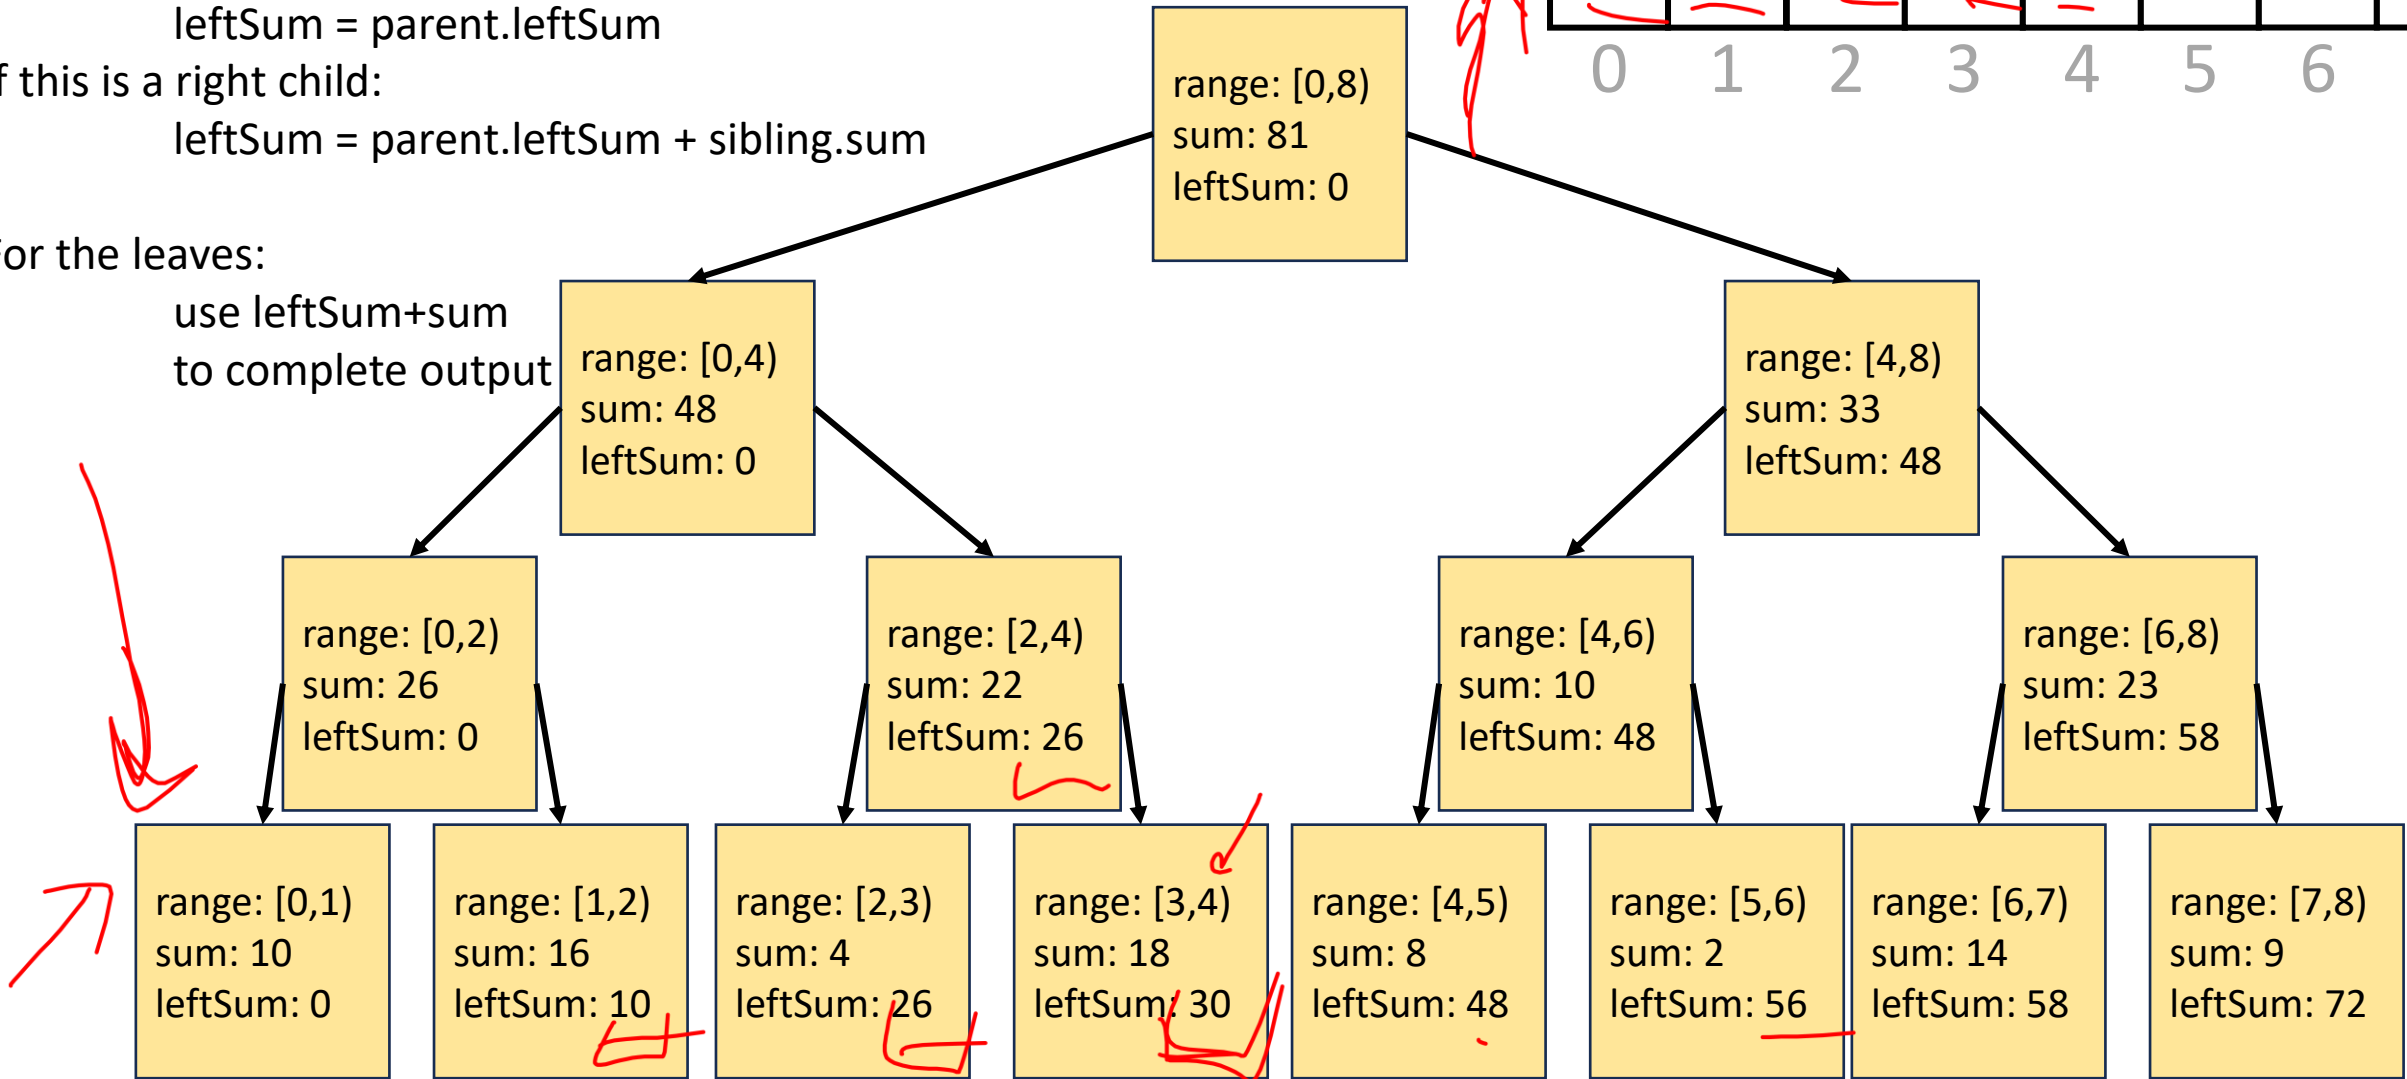 leftSum = parent.leftSum
f this is a right child:
leftSum = parent.leftSum + sibling.sum
For the leaves:
use leftSum+sum
to complete output
0 1 2 3 4 5 6
range: [0,8)
sum: 81
leftSum: 0
range: [0,4)
sum: 48
leftSum: 0
range: [4,8)
sum: 33
leftSum: 48
range: [0,2)
sum: 26
leftSum: 0
range: [2,4)
sum: 22
leftSum: 26
range: [4,6)
sum: 10
leftSum: 48
range: [6,8)
sum: 23
leftSum: 58
range: [0,1)
sum: 10
leftSum: 0
range: [1,2)
sum: 16
leftSum: 10
range: [2,3)
sum: 4
leftSum: 26
range: [3,4)
sum: 18
leftSum: 30
range: [4,5)
sum: 8
leftSum: 48
range: [5,6)
sum: 2
leftSum: 56
range: [6,7)
sum: 14
leftSum: 58
range: [7,8)
sum: 9
leftSum: 72